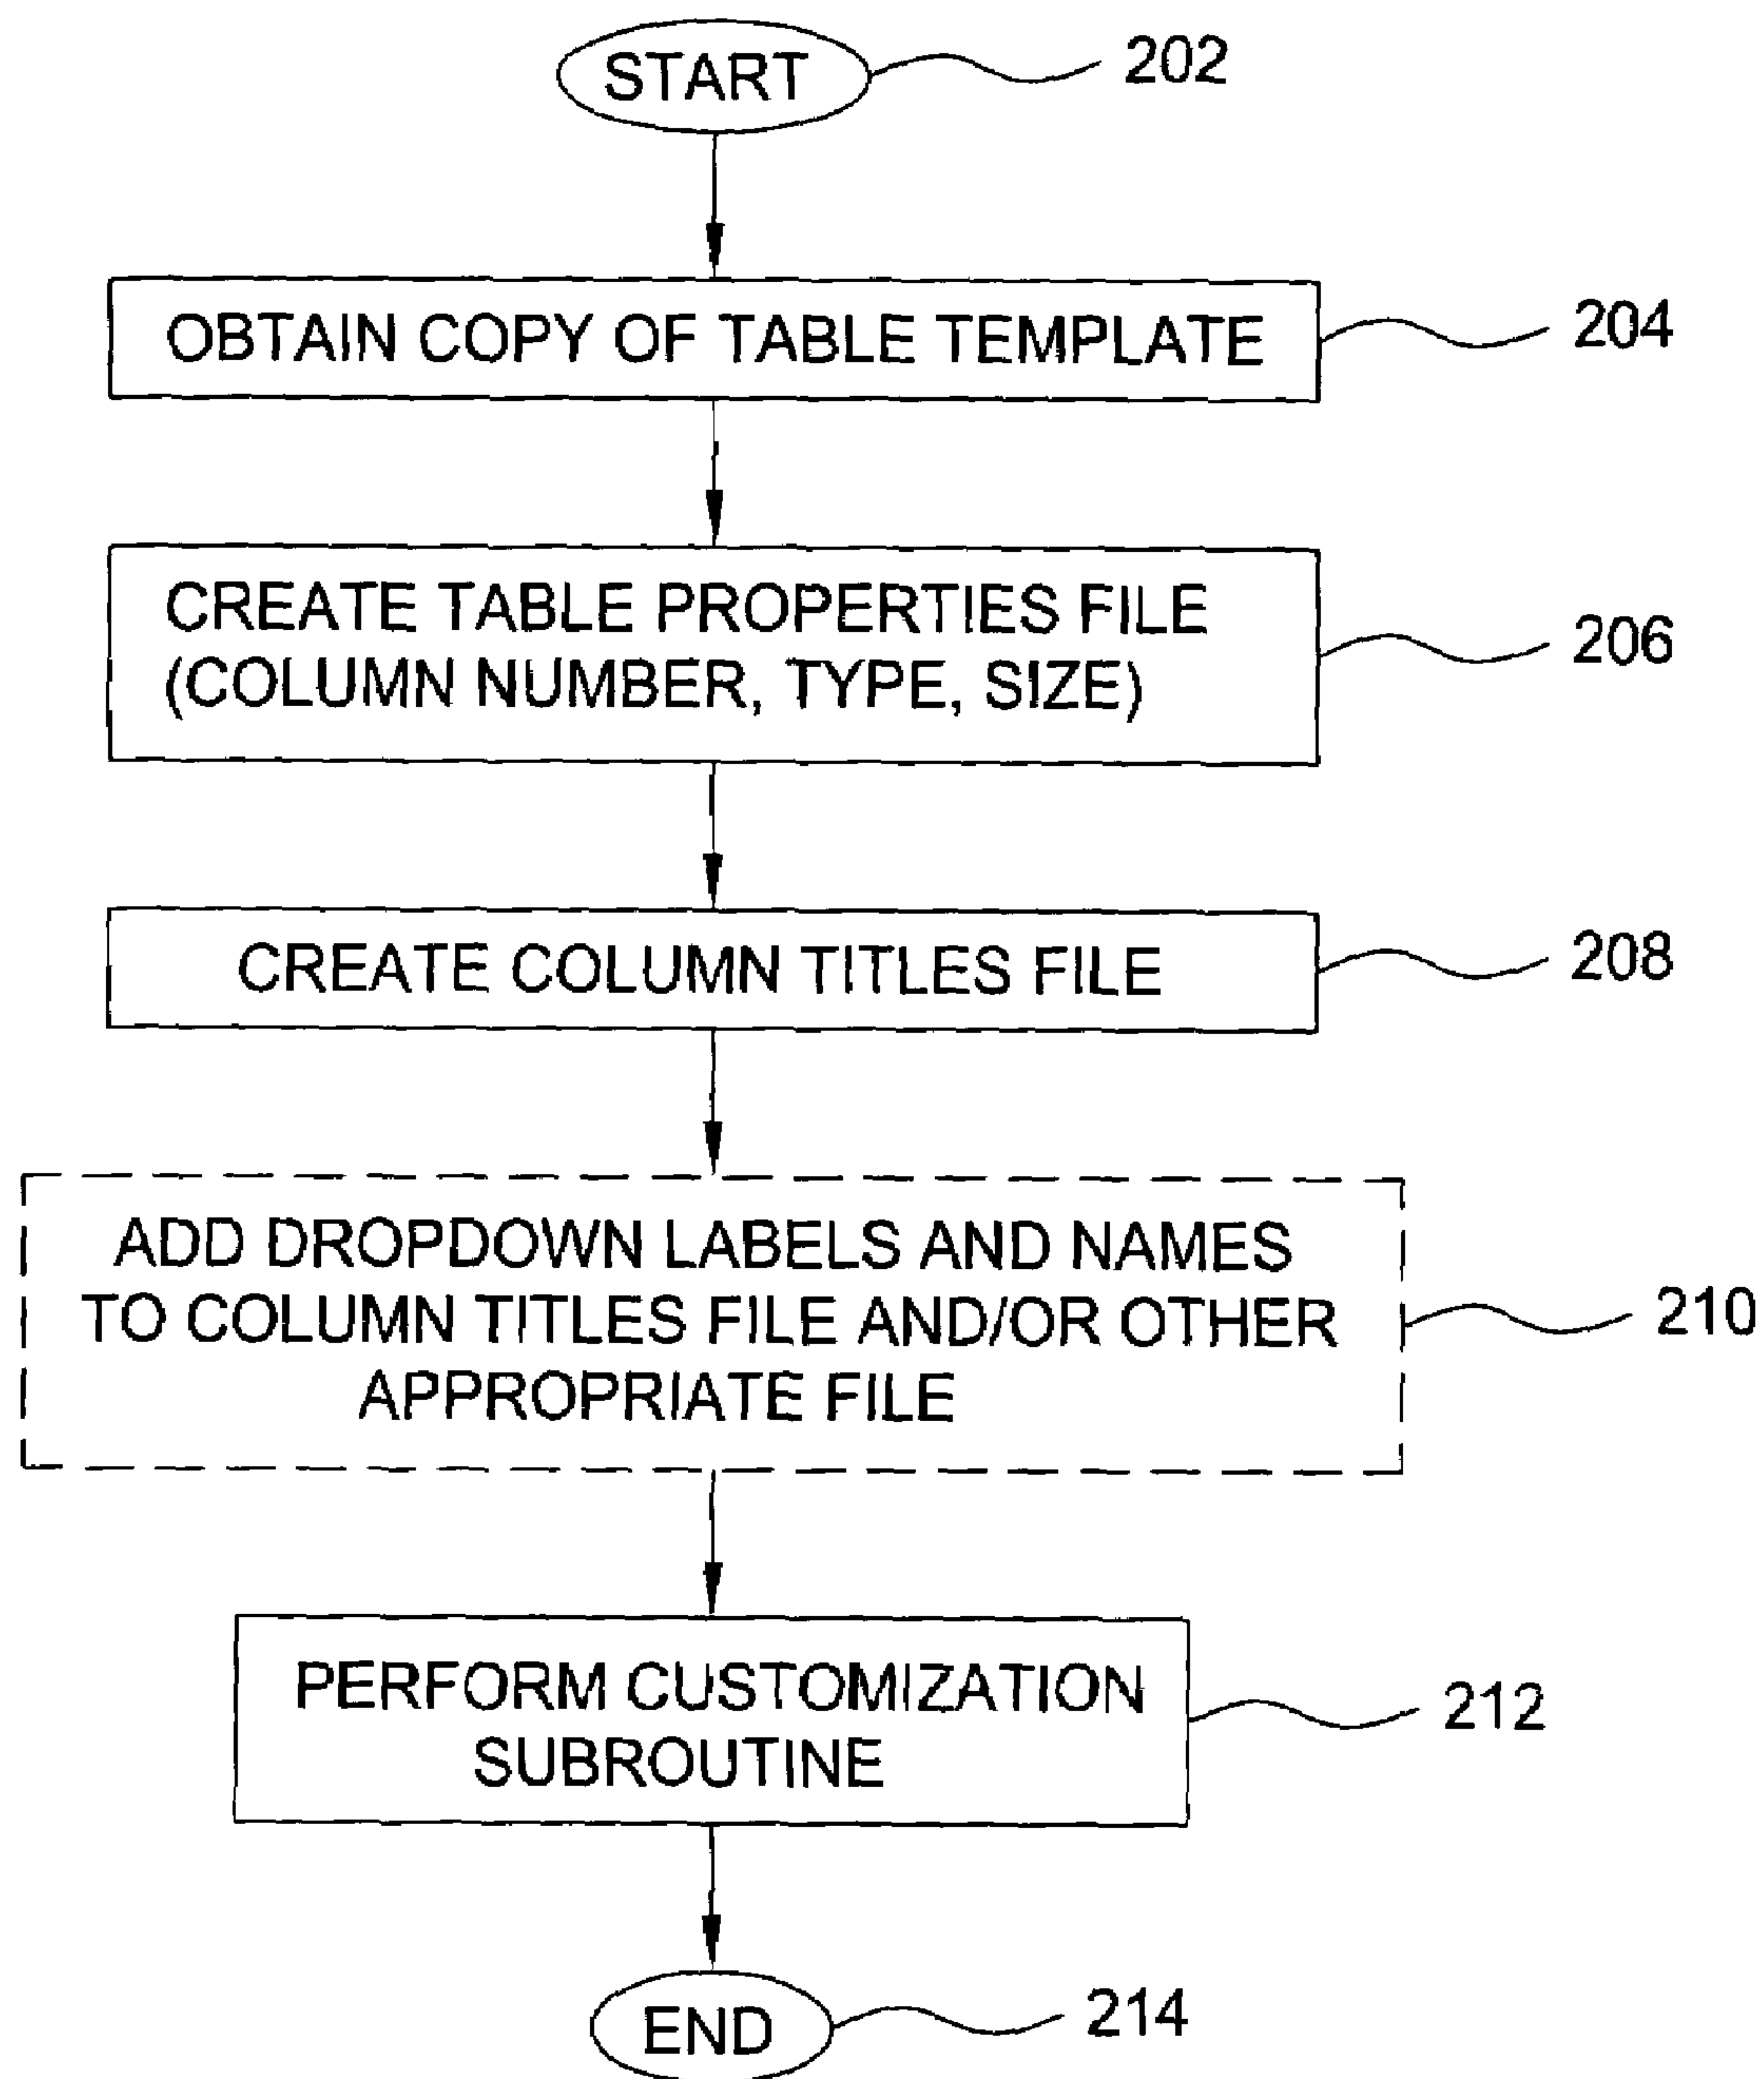 START
202
OBTAIN COPY OF TABLE TEMPLATE
204
CREATE TABLE PROPERTIES FILE
(COLUMN NUMBER, TYPE, SIZE)
206
CREATE COLUMN TITLES FILE
208
ADD DROPDOWN LABELS AND NAMES
TO COLUMN TITLES FILE AND/OR OTHER
APPROPRIATE FILE
210
PERFORM CUSTOMIZATION
SUBROUTINE
212
END
214